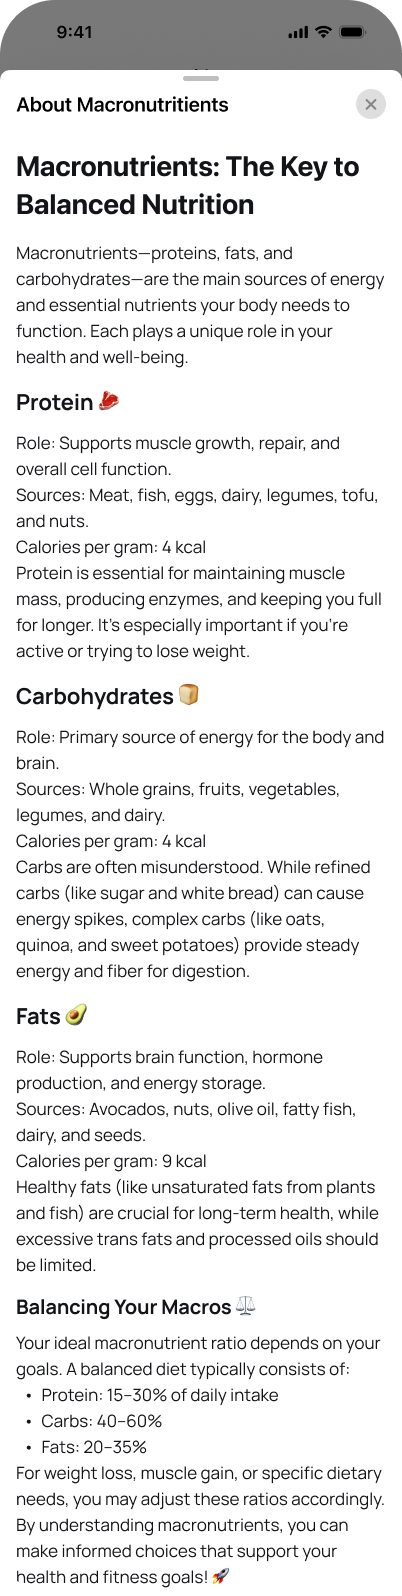 9:41
About Macronutritients
Macronutrients: The Key to
Balanced Nutrition
Macronutrients—proteins, fats, and
carbohydrates—are the main sources of energy
and essential nutrients your body needs to
function. Each plays a unique role in your
health and well-being.
Protein 🥩
Role: Supports muscle growth, repair, and
overall cell function.
Sources: Meat, fish, eggs, dairy, legumes, tofu,
and nuts.
Calories per gram: 4 kcal
Protein is essential for maintaining muscle
mass, producing enzymes, and keeping you full
for longer. It's especially important if you're
active or trying to lose weight.
Carbohydrates 🍞
Role: Primary source of energy for the body and
brain.
Sources: Whole grains, fruits, vegetables,
legumes, and dairy.
Calories per gram: 4 kcal
Carbs are often misunderstood. While refined
carbs (like sugar and white bread) can cause
energy spikes, complex carbs (like oats,
quinoa, and sweet potatoes) provide steady
energy and fiber for digestion.
Fats 🥑
Role: Supports brain function, hormone
production, and energy storage.
Sources: Avocados, nuts, olive oil, fatty fish,
dairy, and seeds.
Calories per gram: 9 kcal
Healthy fats (like unsaturated fats from plants
and fish) are crucial for long-term health, while
excessive trans fats and processed oils should
be limited.
Balancing Your Macros ⚖️
Your ideal macronutrient ratio depends on your
goals. A balanced diet typically consists of:
• Protein: 15–30% of daily intake
• Carbs: 40–60%
• Fats: 20–35%
For weight loss, muscle gain, or specific dietary
needs, you may adjust these ratios accordingly.
By understanding macronutrients, you can
make informed choices that support your
health and fitness goals! 🚀